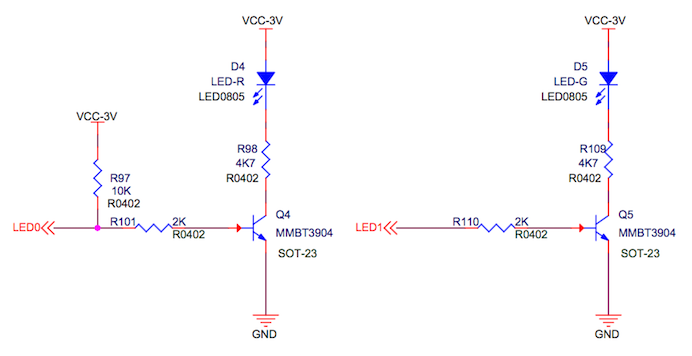 VCC-3V
D4
LED-R
LED0805
VCC-3V
R98
4K7
R0402
R97
10K
R0402
LED0
R101
2K
R0402
Q4
MMBT3904
SOT-23
GND
VCC-3V
D5
LED-G
LED0805
R109
4K7
R0402
LED1
R110
2K
R0402
Q5
MMBT3904
SOT-23
GND